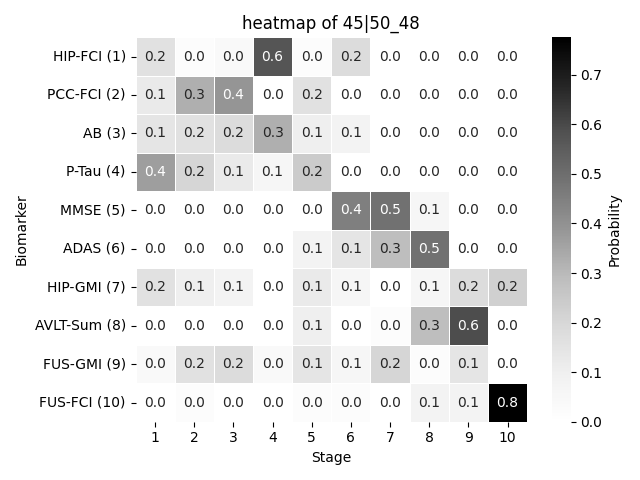 heatmap of 45|50_48
HIP-FCI (1) 0.2 0.0 0.0 0.6 0.0 0.2 0.0 0.0 0.0 0.0
PCC-FCI (2) 0.1 0.3 0.4 0.0 0.2 0.0 0.0 0.0 0.0 0.0
AB (3) 0.1 0.2 0.2 0.3 0.1 0.1 0.0 0.0 0.0 0.0
P-Tau (4) 0.4 0.2 0.1 0.1 0.2 0.0 0.0 0.0 0.0 0.0
MMSE (5) 0.0 0.0 0.0 0.0 0.0 0.4 0.5 0.1 0.0 0.0
ADAS (6) 0.0 0.0 0.0 0.0 0.1 0.1 0.3 0.5 0.0 0.0
HIP-GMI (7) 0.2 0.1 0.1 0.0 0.1 0.1 0.0 0.1 0.2 0.2
AVLT-Sum (8) 0.0 0.0 0.0 0.0 0.1 0.0 0.0 0.3 0.6 0.0
FUS-GMI (9) 0.0 0.2 0.2 0.0 0.1 0.1 0.2 0.0 0.1 0.0
FUS-FCI (10) 0.0 0.0 0.0 0.0 0.0 0.0 0.0 0.1 0.1 0.8
1 2 3 4 5 6 7 8 9 10
Stage
Biomarker
0.7
0.6
0.5
0.4
0.3
0.2
0.1
0.0
Probability